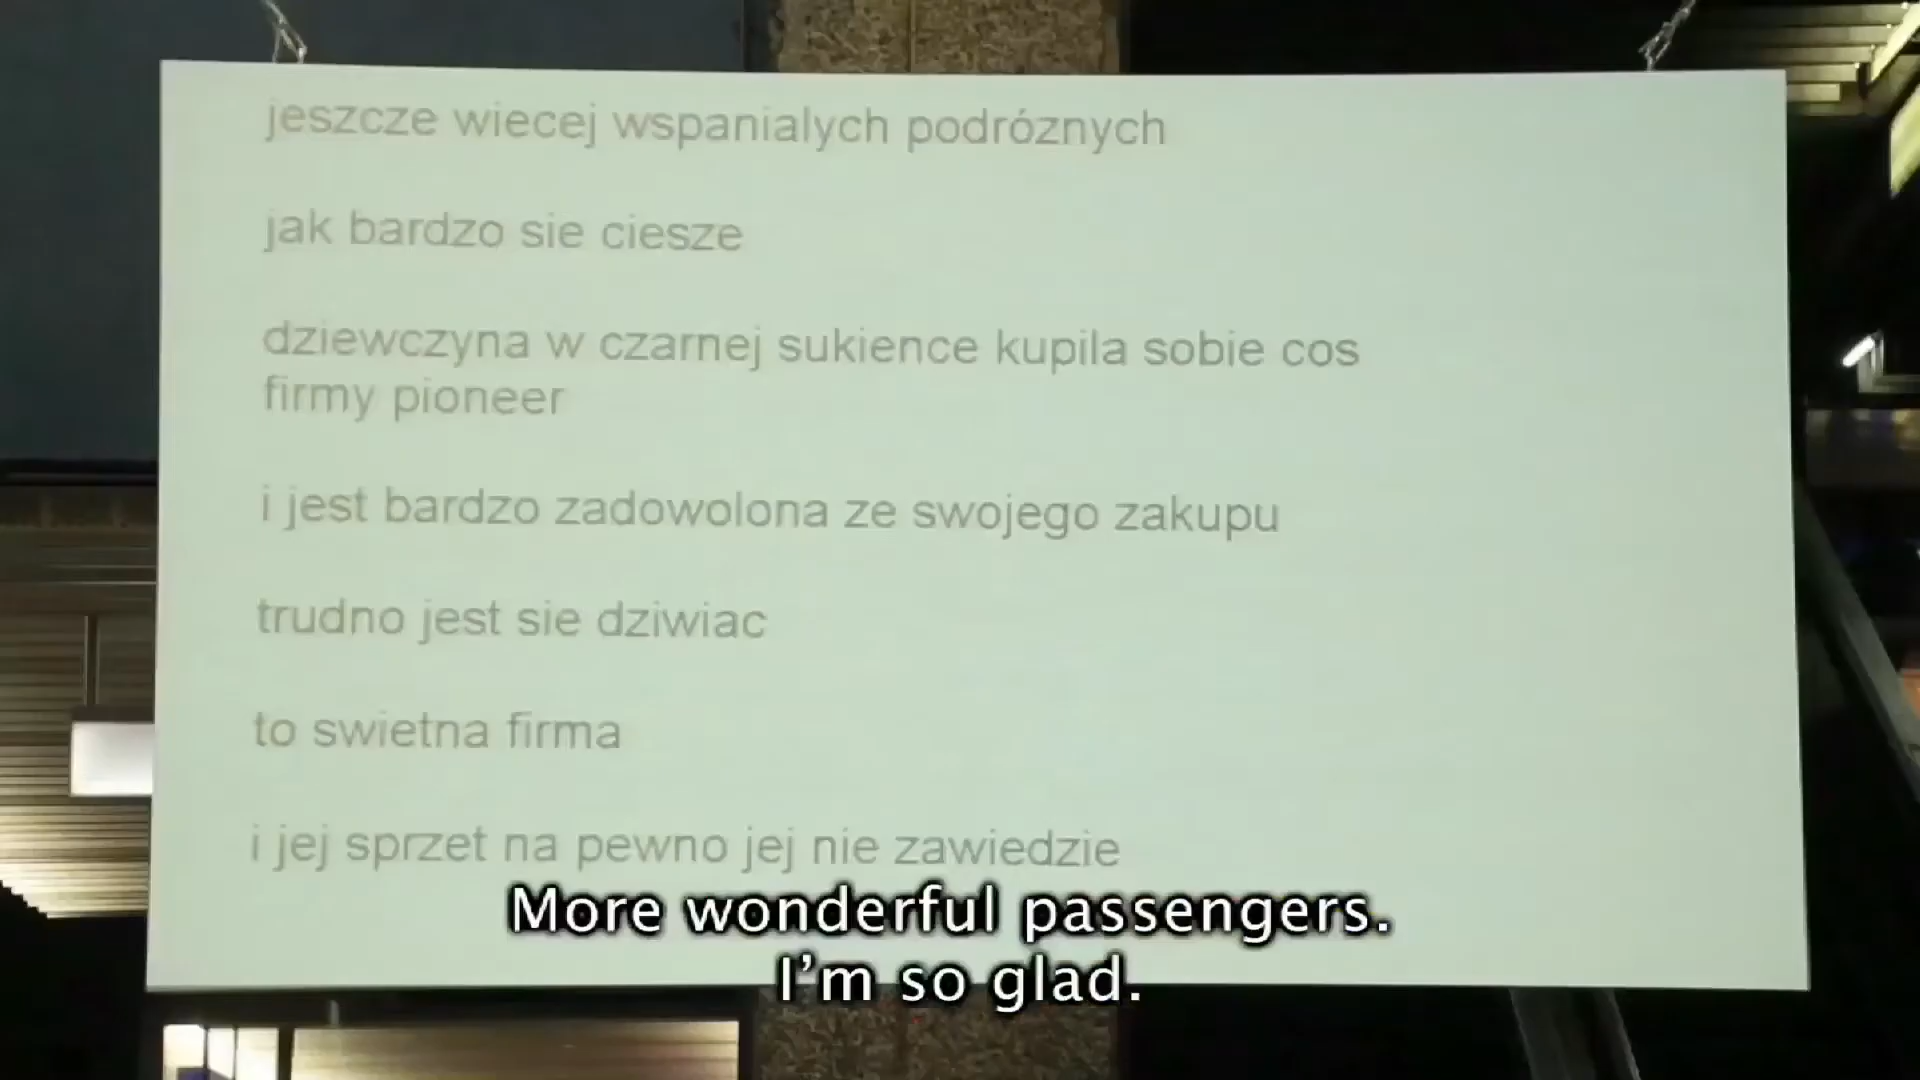 jeszcze wiecej wspanialych podróznych
jak bardzo sie ciesze
dziewczyna w czarnej sukience kupila sobie cos
firmy pioneer
i jest bardzo zadowolona ze swojego zakupu
trudno jest sie dziwiac
to swietna firma
i jej sprzet na pewno jej nie zawiedzie
More wonderful passengers.
I'm so glad.